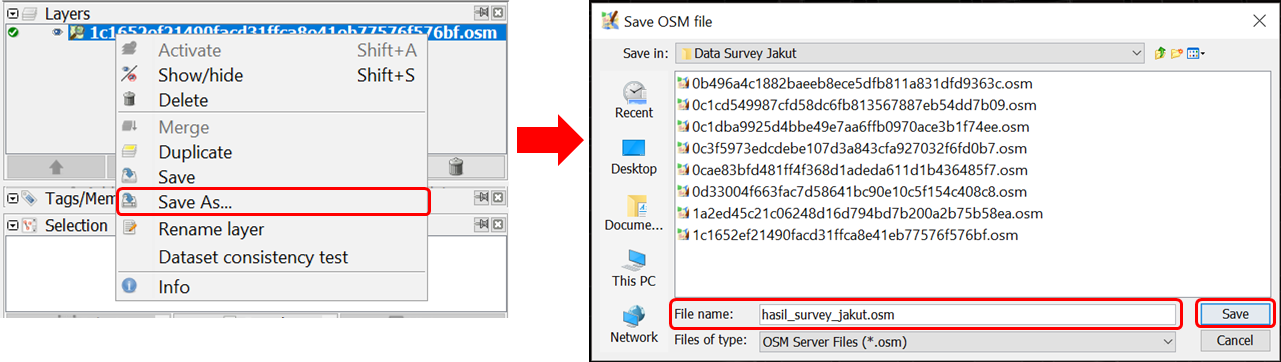 Layers
1c1652ef21490facd31ffca8e41eb77576f576bf.osm
Activate Shift+A
Show/hide Shift+S
Delete
Merge
Duplicate
Save
Save As...
Rename layer
Dataset consistency test
Info
Tags/Mem
Selection
Save OSM file
Save in: Data Survey Jakut
Recent
Desktop
Docume...
This PC
Network
0b496a4c1882baeeb8ece5dfb811a831dfd9363c.osm
0c1cd549987cfd58dc6fb813567887eb54dd7b09.osm
0c1dba9925d4bbe49e7aa6ffb0970ace3b1f74ee.osm
0c3f5973edcdebe107d3a843cfa927032f6fd0b7.osm
0cae83bfd481ff4f368d1adeda611d1b436485f7.osm
0d33004f663fac7d58641bc90e10c5f154c408c8.osm
1a2ed45c21c06248d16d794bd7b200a2b75b58ea.osm
1c1652ef21490facd31ffca8e41eb77576f576bf.osm
File name: hasil_survey_jakut.osm Save
Files of type: OSM Server Files (*.osm) Cancel